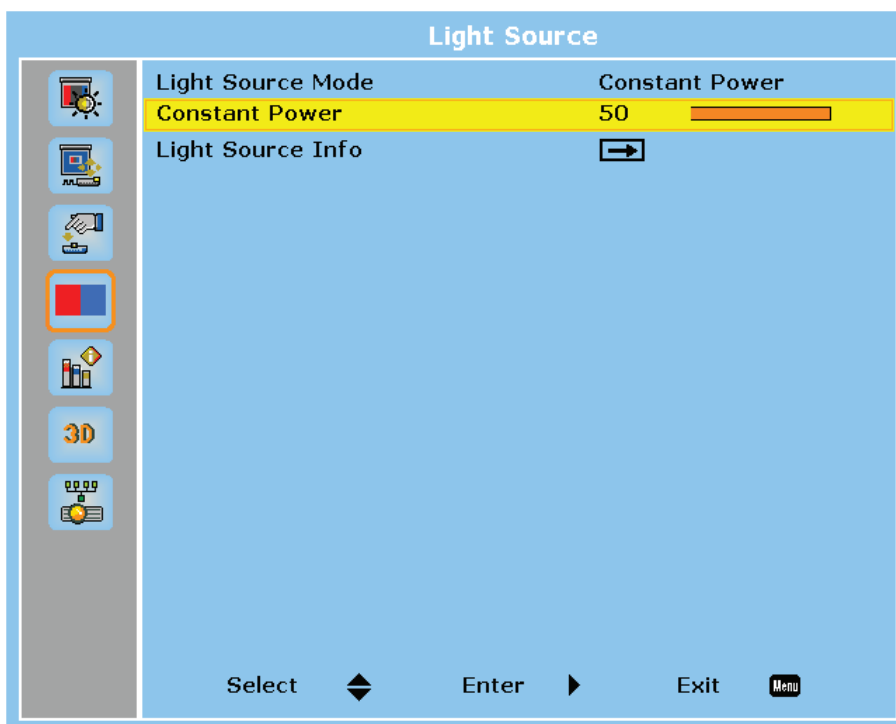 Light Source
Light Source Mode Constant Power
Constant Power 50
Light Source Info
3D
Select Enter Exit Menu